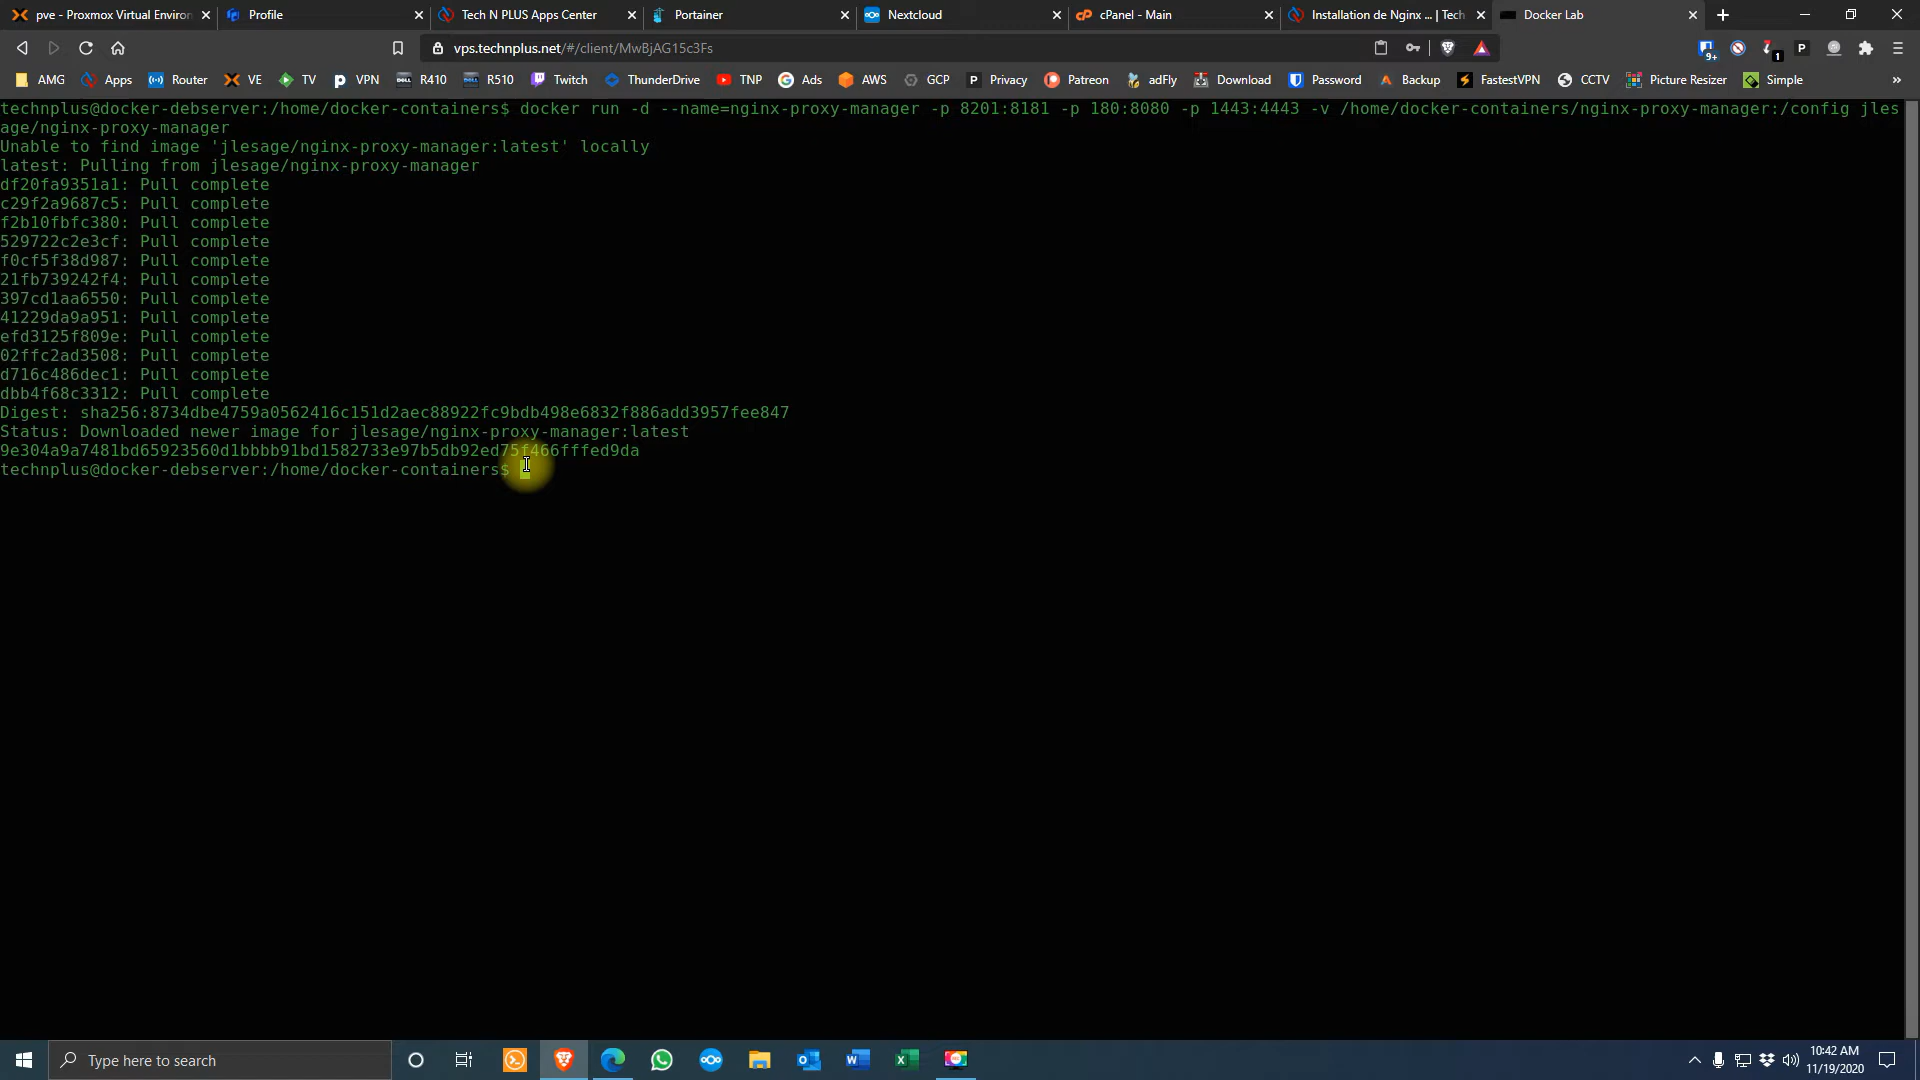 pve - Proxmox Virtual Environ
Profile
Tech N PLUS Apps Center
Portainer
Nextcloud
cPanel - Main
Installation de Nginx ... | Tech
Docker Lab
vps.technplus.net/#/client/MwBjAG15c3Fs
9+
1
P
AMG
Apps
Router
VE
TV
VPN
R410
R510
Twitch
ThunderDrive
TNP
Ads
AWS
GCP
Privacy
Patreon
adFly
Download
Password
Backup
FastestVPN
CCTV
Picture Resizer
Simple
»
technplus@docker-debserver:/home/docker-containers$ docker run -d --name=nginx-proxy-manager -p 8201:8181 -p 180:8080 -p 1443:4443 -v /home/docker-containers/nginx-proxy-manager:/config jles
age/nginx-proxy-manager
Unable to find image 'jlesage/nginx-proxy-manager:latest' locally
latest: Pulling from jlesage/nginx-proxy-manager
df20fa9351a1: Pull complete
c29f2a9687c5: Pull complete
f2b10fbfc380: Pull complete
529722c2e3cf: Pull complete
f0cf5f38d987: Pull complete
21fb739242f4: Pull complete
397cd1aa6550: Pull complete
41229da9a951: Pull complete
efd3125f809e: Pull complete
02ffc2ad3508: Pull complete
d716c486dec1: Pull complete
dbb4f68c3312: Pull complete
Digest: sha256:8734dbe4759a0562416c151d2aec88922fc9bdb498e6832f886add3957fee847
Status: Downloaded newer image for jlesage/nginx-proxy-manager:latest
9e304a9a7481bd65923560d1bbbb91bd1582733e97b5db92ed75f466fffed9da
technplus@docker-debserver:/home/docker-containers$
Type here to search
10:42 AM
11/19/2020